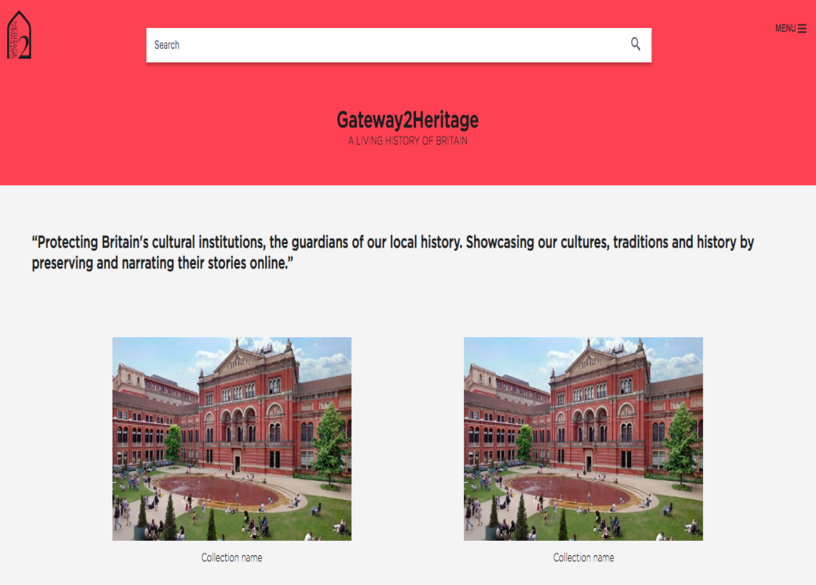 MENU
Search
Gateway2Heritage
A LIVING HISTORY OF BRITAIN
“Protecting Britain's cultural institutions, the guardians of our local history. Showcasing our cultures, traditions and history by
preserving and narrating their stories online.”
Collection name
Collection name